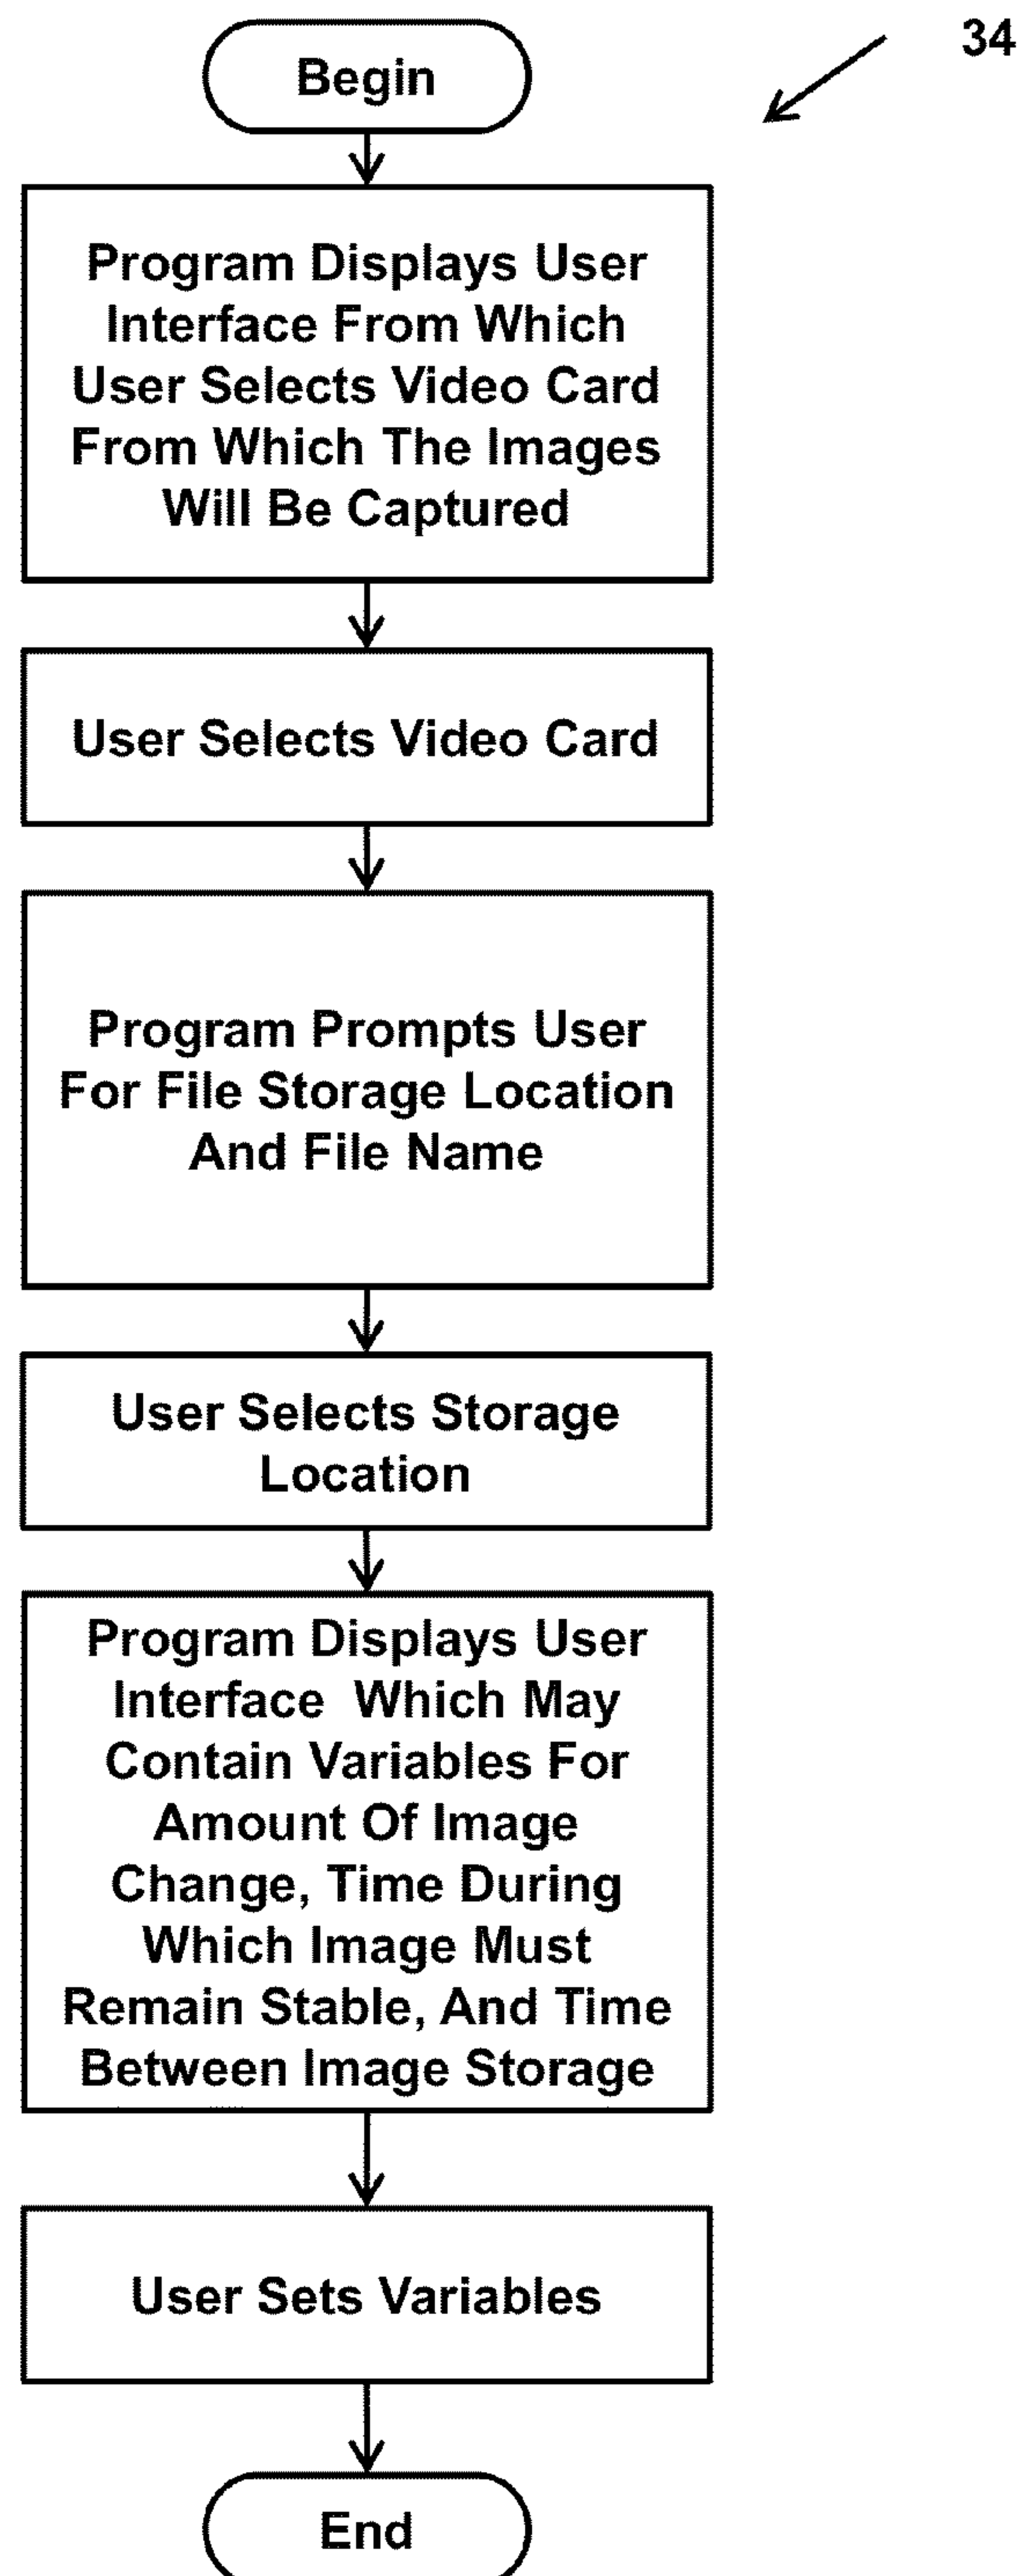 34
Begin
Program Displays User
Interface From Which
User Selects Video Card
From Which The Images
Will Be Captured
User Selects Video Card
Program Prompts User
For File Storage Location
And File Name
User Selects Storage
Location
Program Displays User
Interface Which May
Contain Variables For
Amount Of Image
Change, Time During
Which Image Must
Remain Stable, And Time
Between Image Storage
User Sets Variables
End